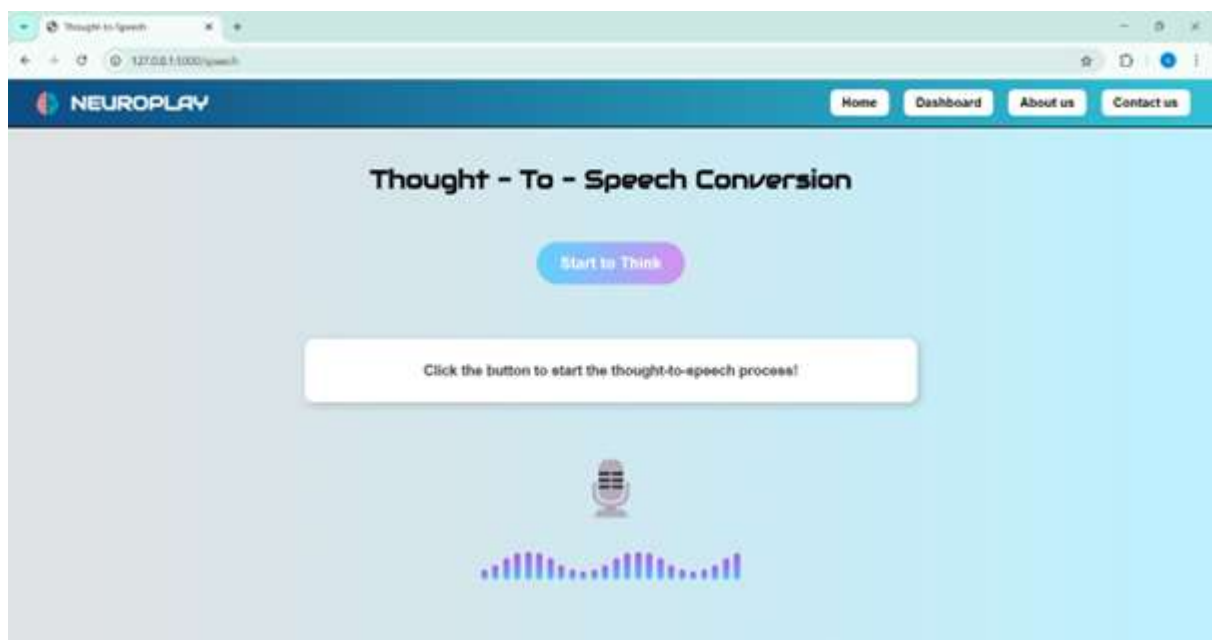 Thought-to-Speech
127.0.0.1:5000/speech
NEUROPLAY
Home
Dashboard
About us
Contact us
Thought - To - Speech Conversion
Start to Think
Click the button to start the thought-to-speech process!